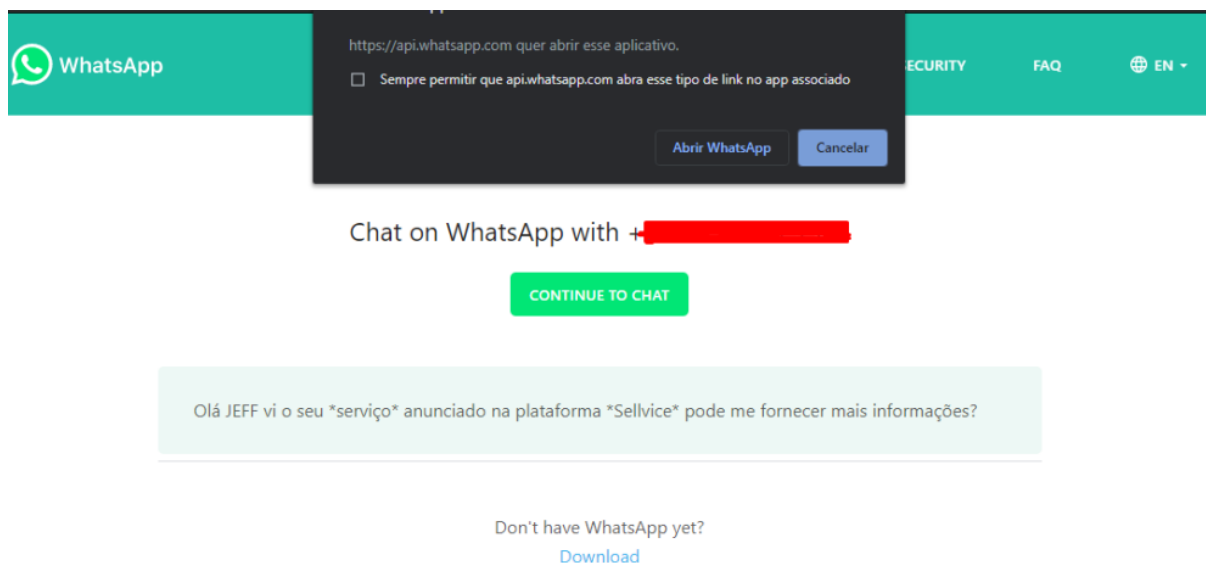 https://api.whatsapp.com quer abrir esse aplicativo.
Sempre permitir que api.whatsapp.com abra esse tipo de link no app associado
Abrir WhatsApp
Cancelar
WhatsApp
ECURITY
FAQ
EN
Chat on WhatsApp with +
CONTINUE TO CHAT
Olá JEFF vi o seu *serviço* anunciado na plataforma *Sellvice* pode me fornecer mais informações?
Don't have WhatsApp yet?
Download